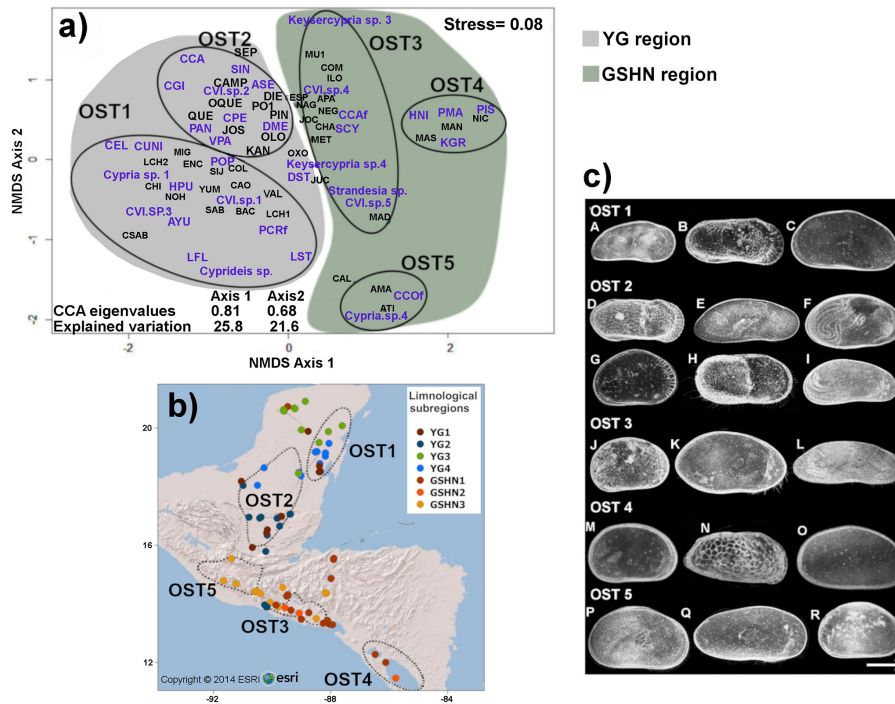 a)
Stress= 0.08
YG region
GSHN region
NMDS Axis 2
1
0
-1
-2
OST2
OST1
OST3
OST4
OST5
Keysercypria sp. 3
SEP
CCA
SIN
MU1
COM
ILO
CGI
CAMP
ASE
CVI.sp.2
DIE
ESP
CVI.sp.4
APA
OQUE
PO1
NAG
NEG
CCAf
HNI
PMA
PIS
QUE
CPE
PIN
JOC
NIC
PAN
JOS
DME
CHA
SCY
MAN
VPA
OLO
MET
MAS
KGR
CEL
CUNI
MIG
KAN
OXO
LCH2
ENC
POP
SIJ
COL
Keysercypria sp.4
Cypria sp. 1
DST
JUC
CHI
HPU
YUM
CAO
NOH
CVI.sp.1
VAL
Strandesia sp.
CVI.SP.3
SAB
BAC
LCH1
CVI.sp.5
AYU
PCRf
MAD
CSAB
LFL
Cyprideis sp.
LST
CAL
AMA
CCOf
ATI
Cypria.sp.4
Axis 1 Axis2
CCA eigenvalues 0.81 0.68
Explained variation 25.8 21.6
-2 0 2
NMDS Axis 1
b)
Limnological
subregions
YG1
YG2
YG3
YG4
GSHN1
GSHN2
GSHN3
20
16
12
OST1
OST2
OST5
OST3
OST4
Copyright © 2014 ESRI esri
-92 -88 -84
c)
OST 1
A B C
OST 2
D E F
G H I
OST 3
J K L
OST 4
M N O
OST 5
P Q R